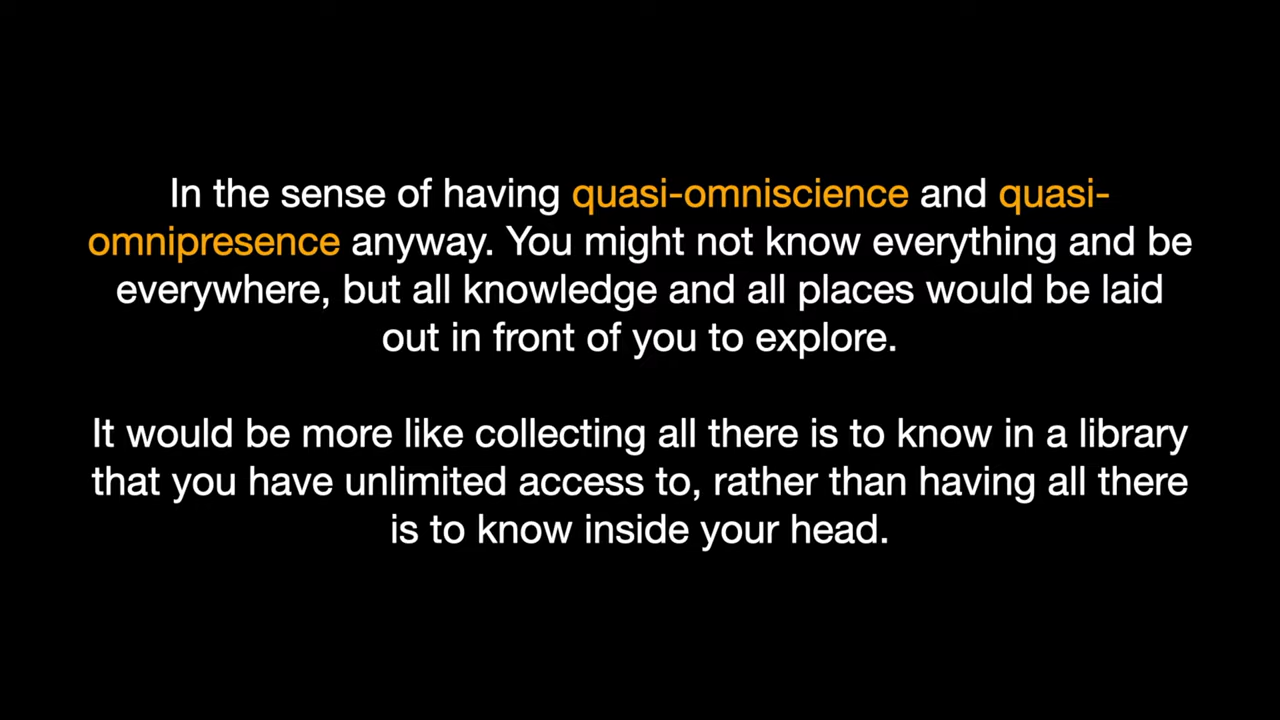 In the sense of having quasi-omniscience and quasi-
omnipresence anyway. You might not know everything and be
everywhere, but all knowledge and all places would be laid
out in front of you to explore.
It would be more like collecting all there is to know in a library
that you have unlimited access to, rather than having all there
is to know inside your head.